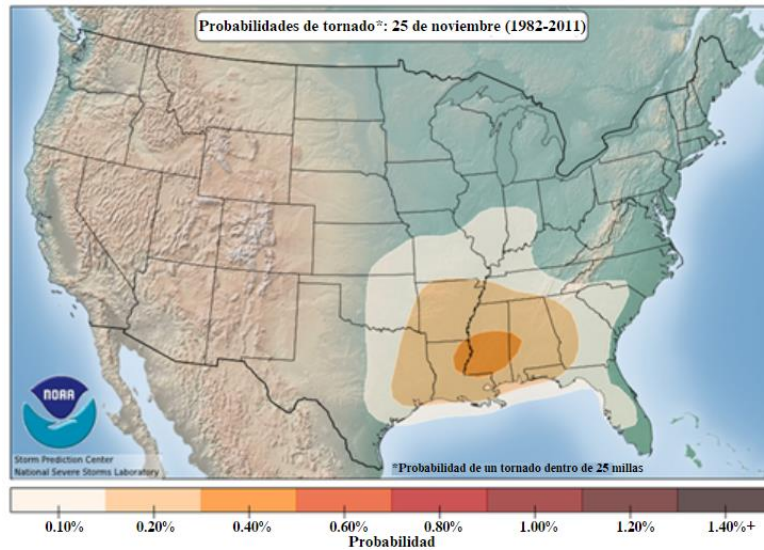 Probabilidades de tornado*: 25 de noviembre (1982-2011)
NOAA
Storm Prediction Center
National Severe Storms Laboratory
*Probabilidad de un tornado dentro de 25 millas
0.10% 0.20% 0.40% 0.60% 0.80% 1.00% 1.20% 1.40%+
Probabilidad